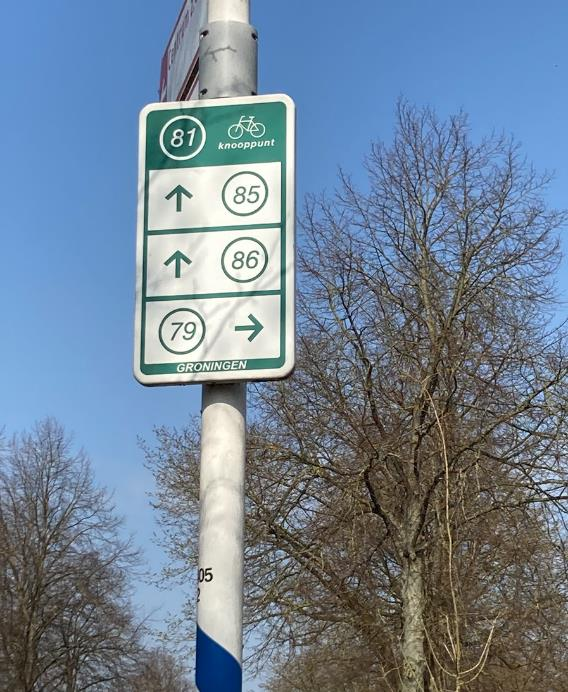 81 knooppunt
↑ 85
↑ 86
79 →
GRONINGEN
05